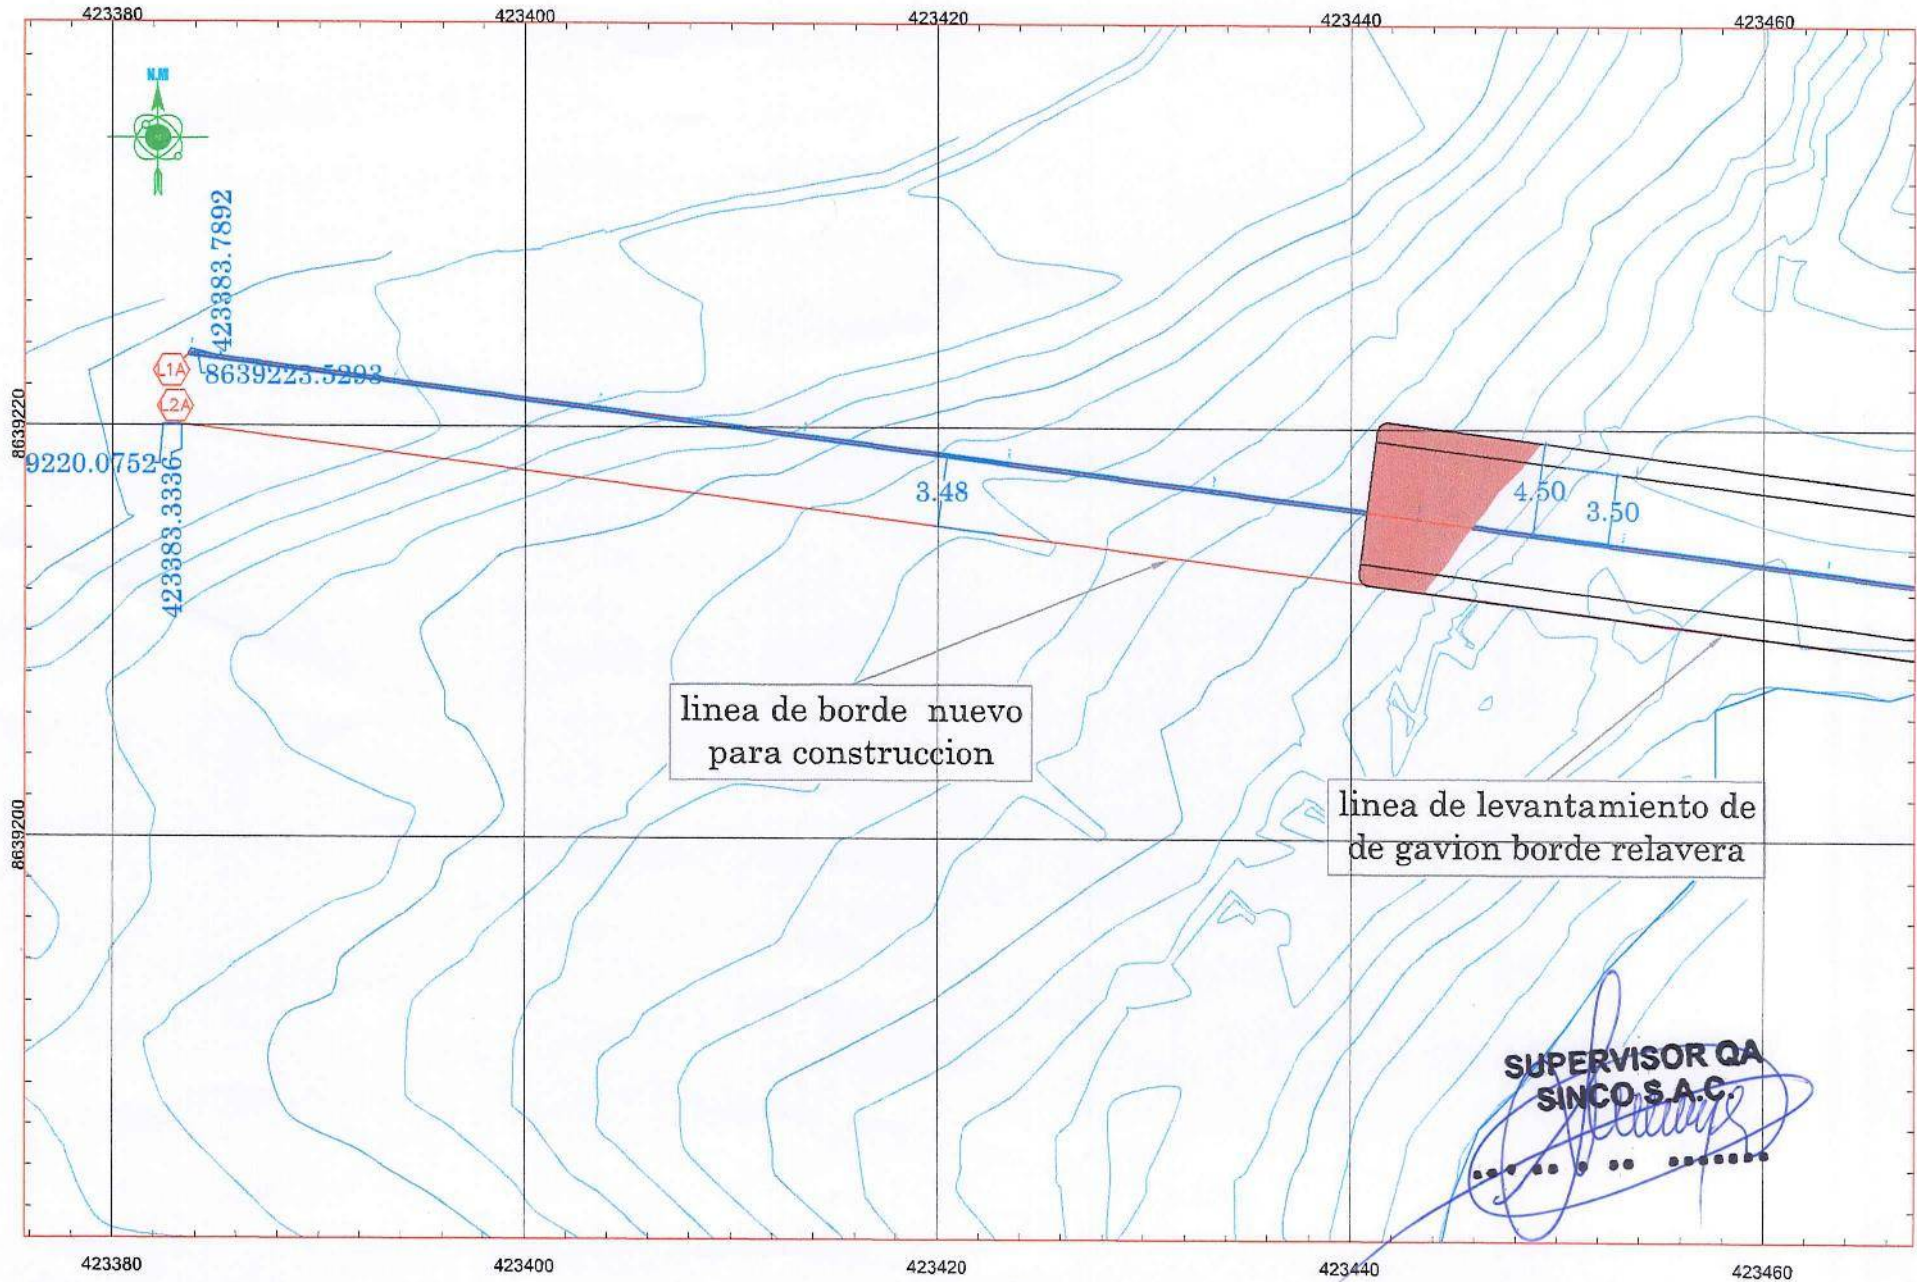 423380
423400
423420
423440
423460
N.M
423383.7892
L1A
8639223.5293
L2A
8639220
9220.0752
423383.3336
3.48
4.50
3.50
linea de borde nuevo
para construccion
linea de levantamiento de
de gavion borde relavera
8639200
SUPERVISOR QA
SINCO S.A.C.
423380
423400
423420
423440
423460